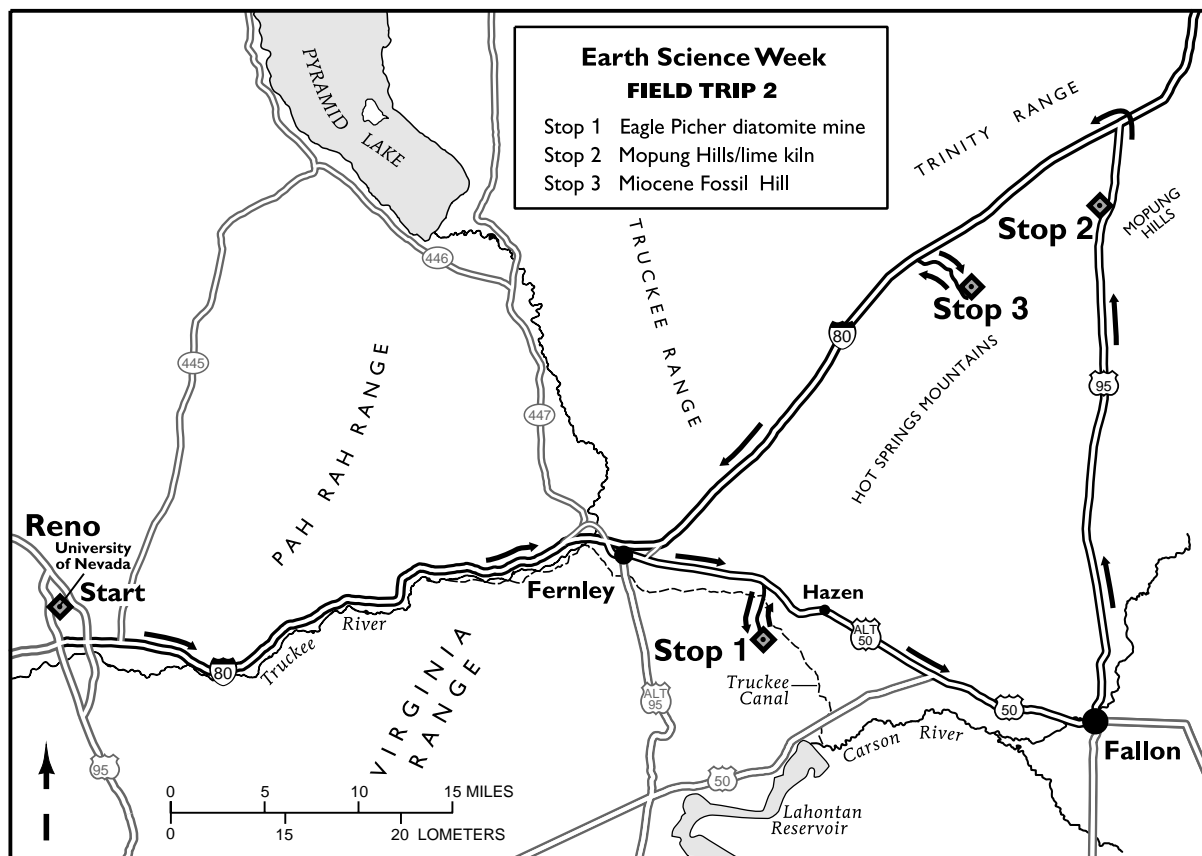 Earth Science Week
FIELD TRIP 2
Stop 1 Eagle Picher diatomite mine
Stop 2 Mopung Hills/lime kiln
Stop 3 Miocene Fossil Hill
PYRAMID
LAKE
TRINITY RANGE
TRUCKEE RANGE
Stop 2
MOPUNG
HILLS
446
Stop 3
80
445
95
447
HOT SPRINGS MOUNTAINS
PAH RAH RANGE
Reno
University
of Nevada
Start
Fernley
Hazen
Truckee River
80
ALT
50
Stop 1
VIRGINIA
RANGE
Truckee
Canal
ALT
95
50
Fallon
Carson River
95
50
0 5 10 15 MILES
0 15 20 LOMETERS
Lahontan
Reservoir